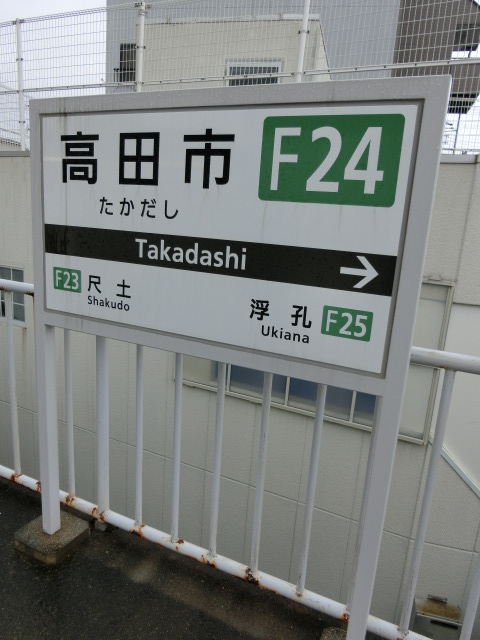 高田市 F24
たかだし
Takadashi →
F23 尺土
Shakudo
浮孔 F25
Ukiana